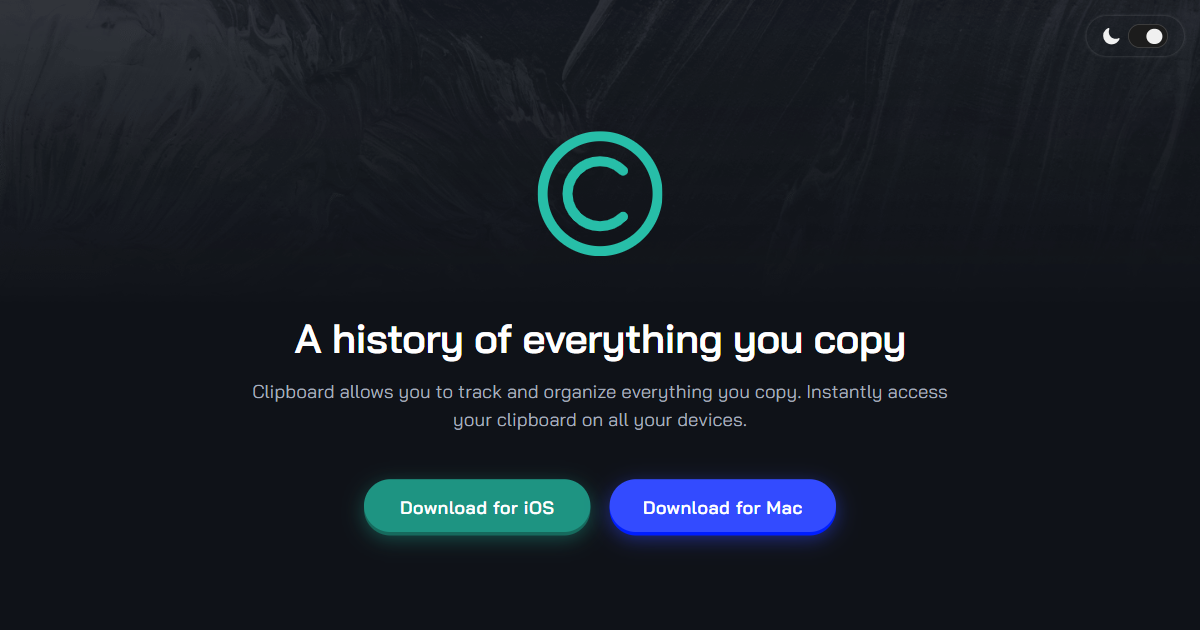 A history of everything you copy
Clipboard allows you to track and organize everything you copy. Instantly access
your clipboard on all your devices.
Download for iOS
Download for Mac